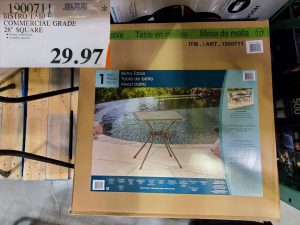 1900711
BISTRO TABLE
COMMERCIAL GRADE
28" SQUARE
29.97
Table en mailles
Mesa de malla
ITM. / ART. 1900711
1
Bistro Table
Table de bistro
Mesa bistro